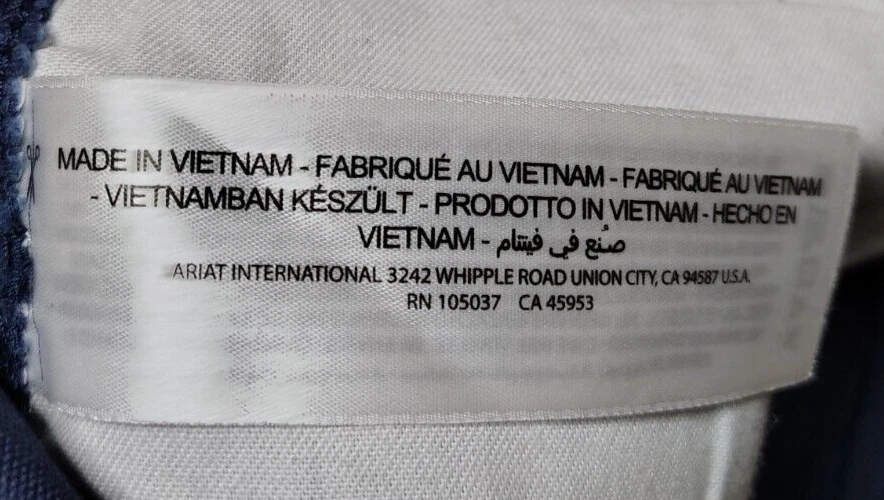 MADE IN VIETNAM - FABRIQUÉ AU VIETNAM - FABRIQUÉ AU VIETNAM
- VIETNAMBAN KÉSZÜLT - PRODOTTO IN VIETNAM - HECHO EN
VIETNAM - صُنع في فيتنام
ARIAT INTERNATIONAL 3242 WHIPPLE ROAD UNION CITY, CA 94587 U.S.A.
RN 105037 CA 45953